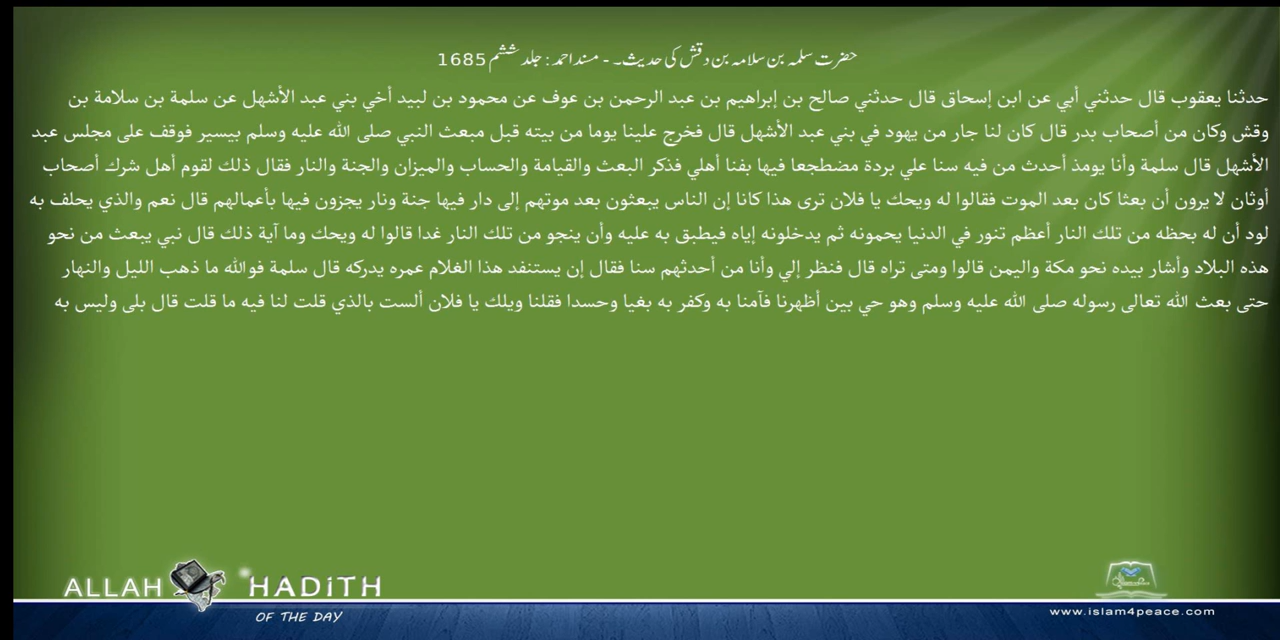 حضرت سلمہ بن سلامہ بن وقش کی حدیث۔ - مسند احمد : جلد ششم 1685
حدثنا يعقوب قال حدثني أبي عن ابن إسحاق قال حدثني صالح بن إبراهيم بن عبد الرحمن بن عوف عن محمود بن لبيد أخي بني عبد الأشهل عن سلمة بن سلامة بن
وقش وكان من أصحاب بدر قال كان لنا جار من يهود في بني عبد الأشهل قال فخرج علينا يوما من بيته قبل مبعث النبي صلى الله عليه وسلم بيسير فوقف على مجلس عبد
الأشهل قال سلمة وأنا يومذ أحدث من فيه سنا علي بردة مضطجعا فيها بفنا أهلي فذكر البعث والقيامة والحساب والميزان والجنة والنار فقال ذلك لقوم أهل شرك أصحاب
أوثان لا يرون أن بعثا كان بعد الموت فقالوا له ويحك يا فلان ترى هذا كانا إن الناس يبعثون بعد موتهم إلى دار فيها جنة ونار يجزون فيها بأعمالهم قال نعم والذي يحلف به
لود أن له بحظه من تلك النار أعظم تنور في الدنيا يحمونه ثم يدخلونه إياه فيطبق به عليه وأن ينجو من تلك النار غدا قالوا له ويحك وما آية ذلك قال نبي يبعث من نحو
هذه البلاد وأشار بيده نحو مكة واليمن قالوا ومتى تراه قال فنظر إلي وأنا من أحدثهم سنا فقال إن يستنفد هذا الغلام عمره يدركه قال سلمة فوالله ما ذهب الليل والنهار
حتى بعث الله تعالى رسوله صلى الله عليه وسلم وهو حي بين أظهرنا فآمنا به وكفر به بغيا وحسدا فقلنا ويلك يا فلان ألست بالذي قلت لنا فيه ما قلت قال بلى وليس به
ALLAH HADITH
OF THE DAY
www.islam4peace.com